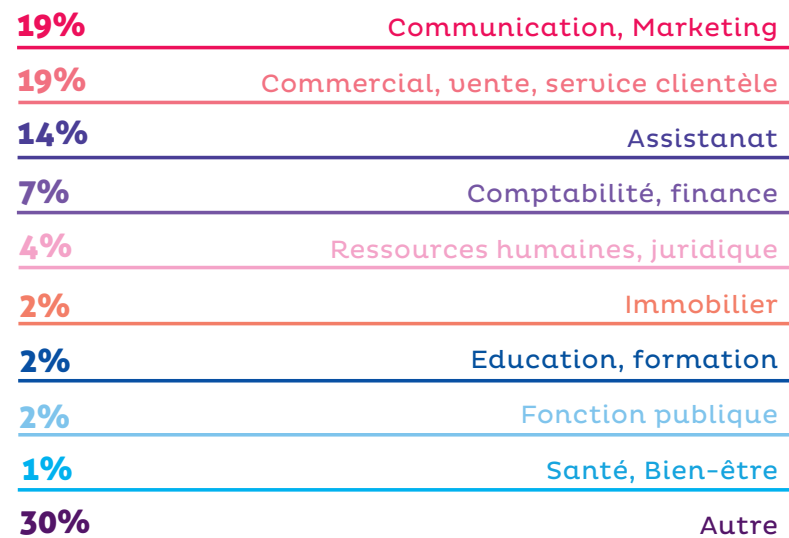 19% Communication, Marketing
19% Commercial, vente, service clientèle
14% Assistanat
7% Comptabilité, finance
4% Ressources humaines, juridique
2% Immobilier
2% Education, formation
2% Fonction publique
1% Santé, Bien-être
30% Autre